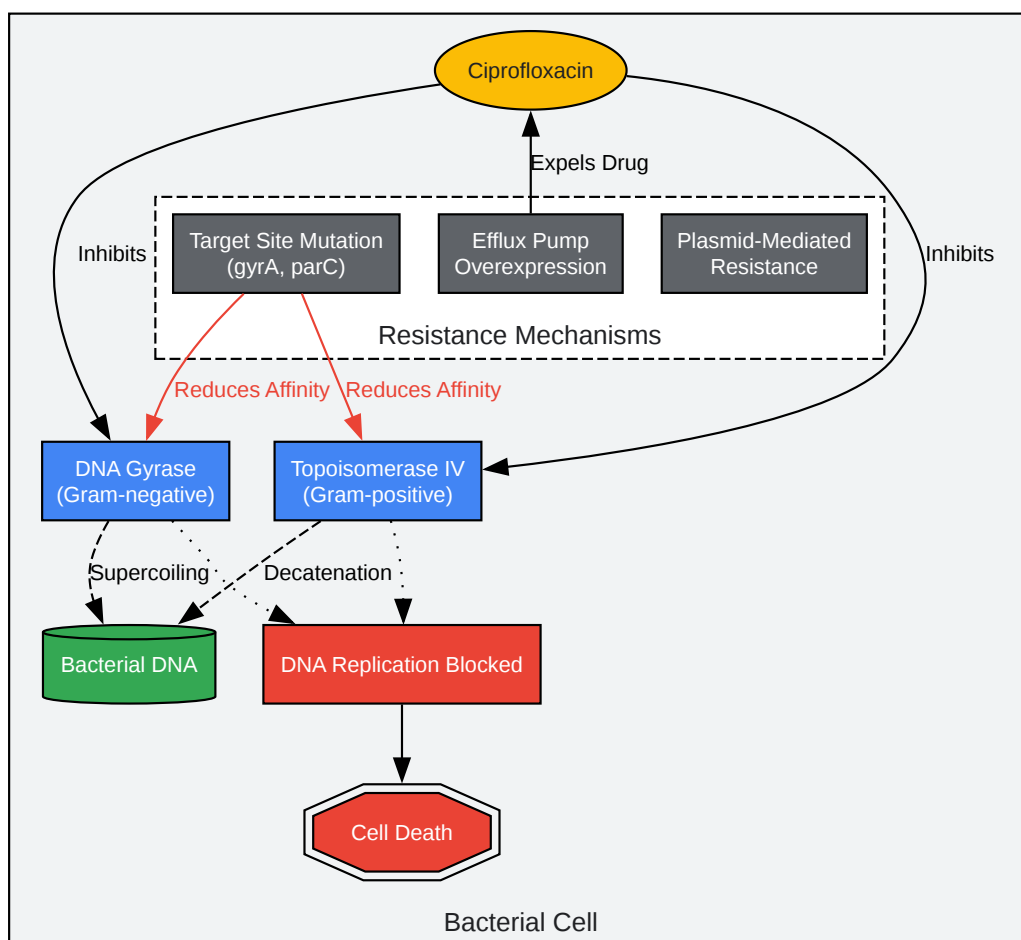 Ciprofloxacin
Expels Drug
Target Site Mutation
(gyrA, parC)
Efflux Pump
Overexpression
Plasmid-Mediated
Resistance
Inhibits
Inhibits
Resistance Mechanisms
Reduces Affinity
Reduces Affinity
DNA Gyrase
(Gram-negative)
Topoisomerase IV
(Gram-positive)
Supercoiling
Decatenation
Bacterial DNA
DNA Replication Blocked
Cell Death
Bacterial Cell